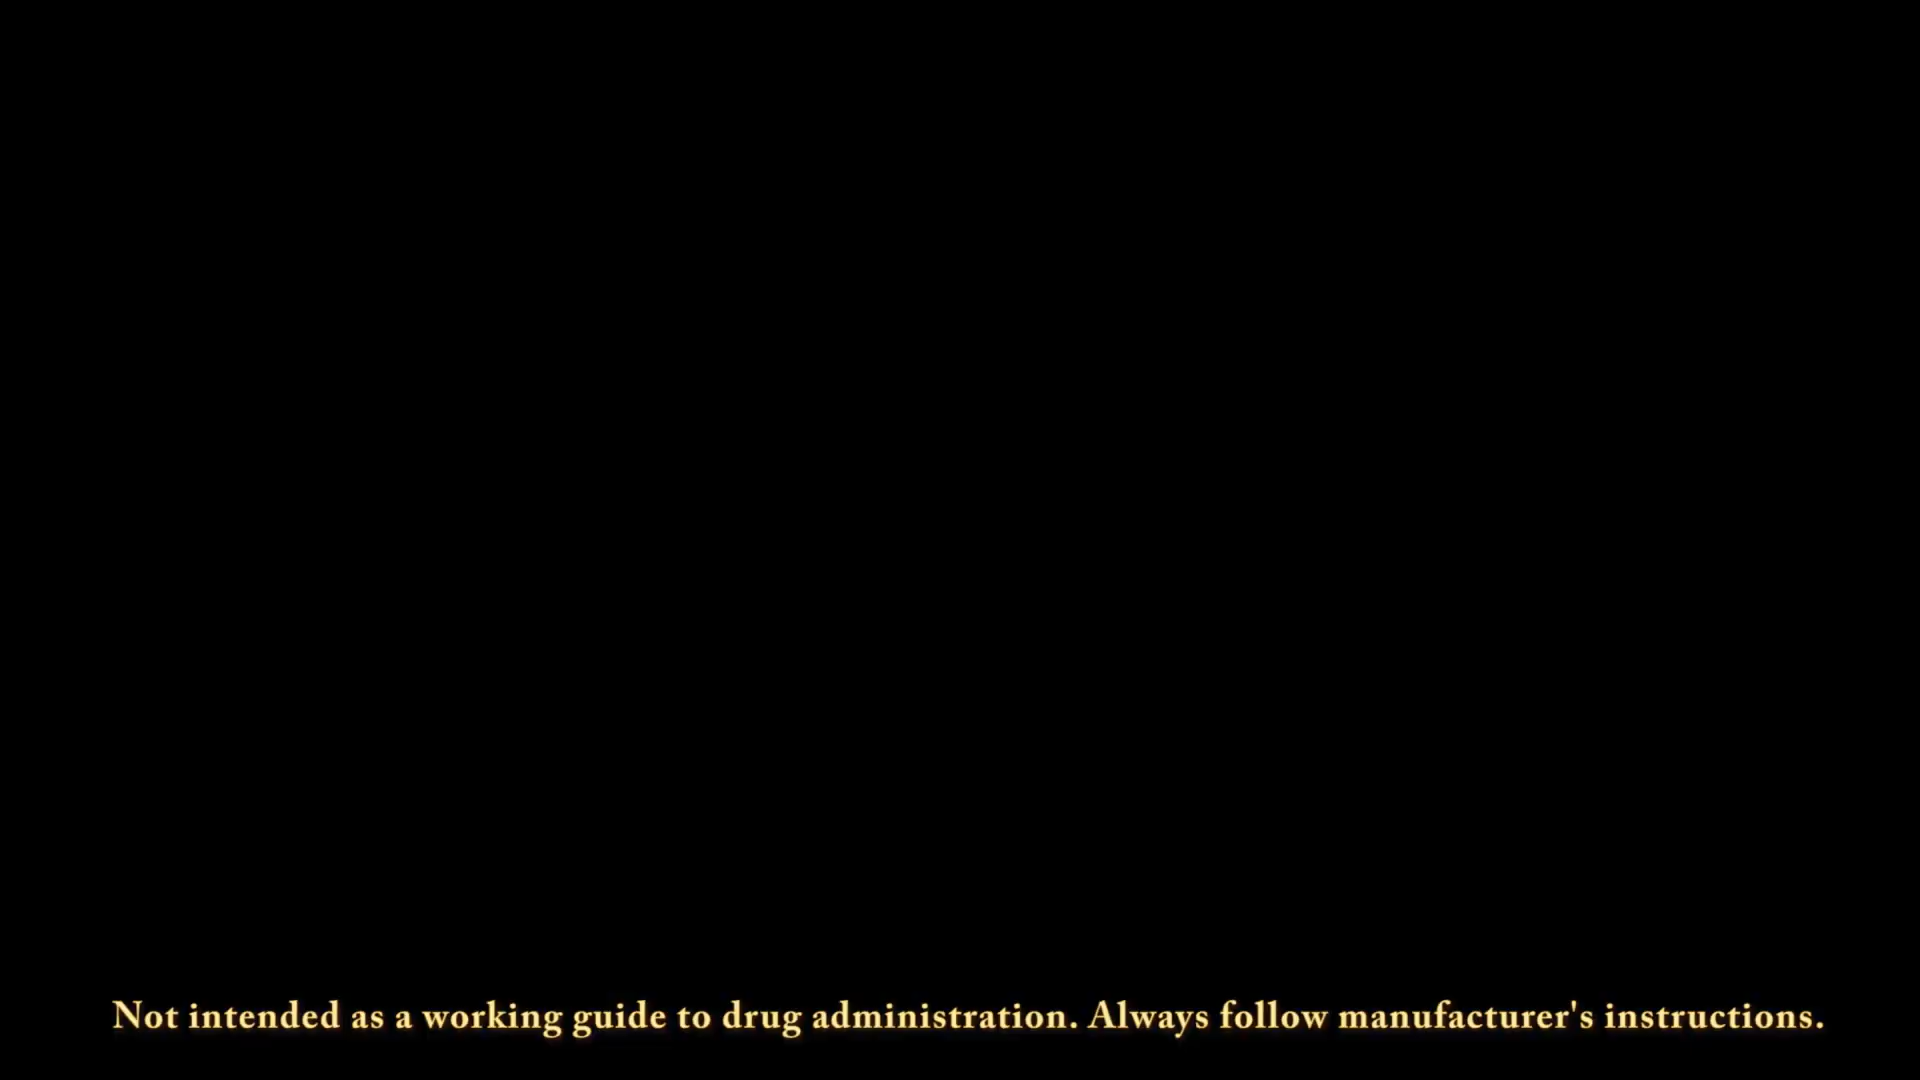 Not intended as a working guide to drug administration. Always follow manufacturer's instructions.